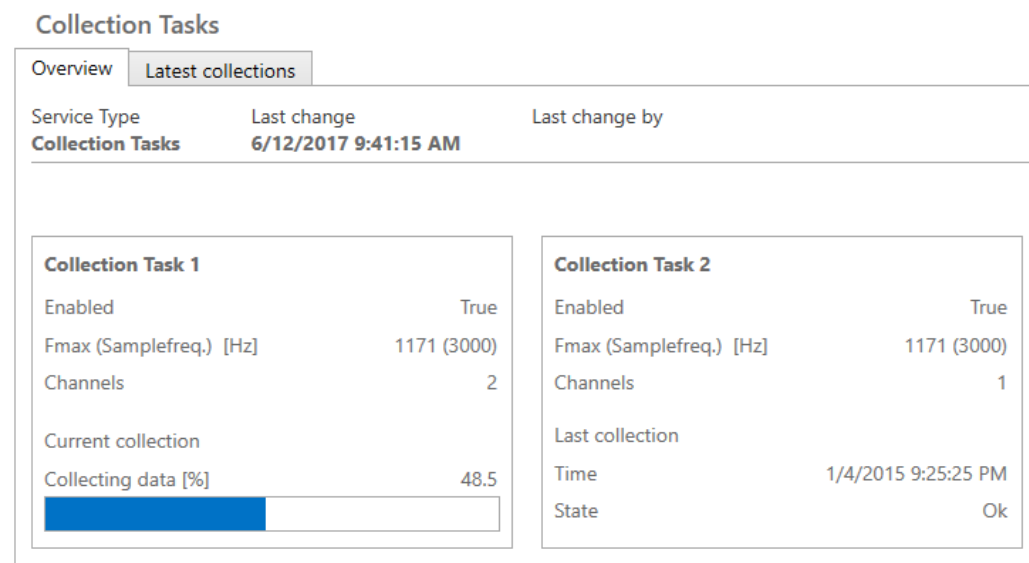 Collection Tasks
Overview Latest collections
Service Type Last change Last change by
Collection Tasks 6/12/2017 9:41:15 AM
Collection Task 1
Enabled True
Fmax (Samplefreq.) [Hz] 1171 (3000)
Channels 2
Current collection
Collecting data [%] 48.5
Collection Task 2
Enabled True
Fmax (Samplefreq.) [Hz] 1171 (3000)
Channels 1
Last collection
Time 1/4/2015 9:25:25 PM
State Ok